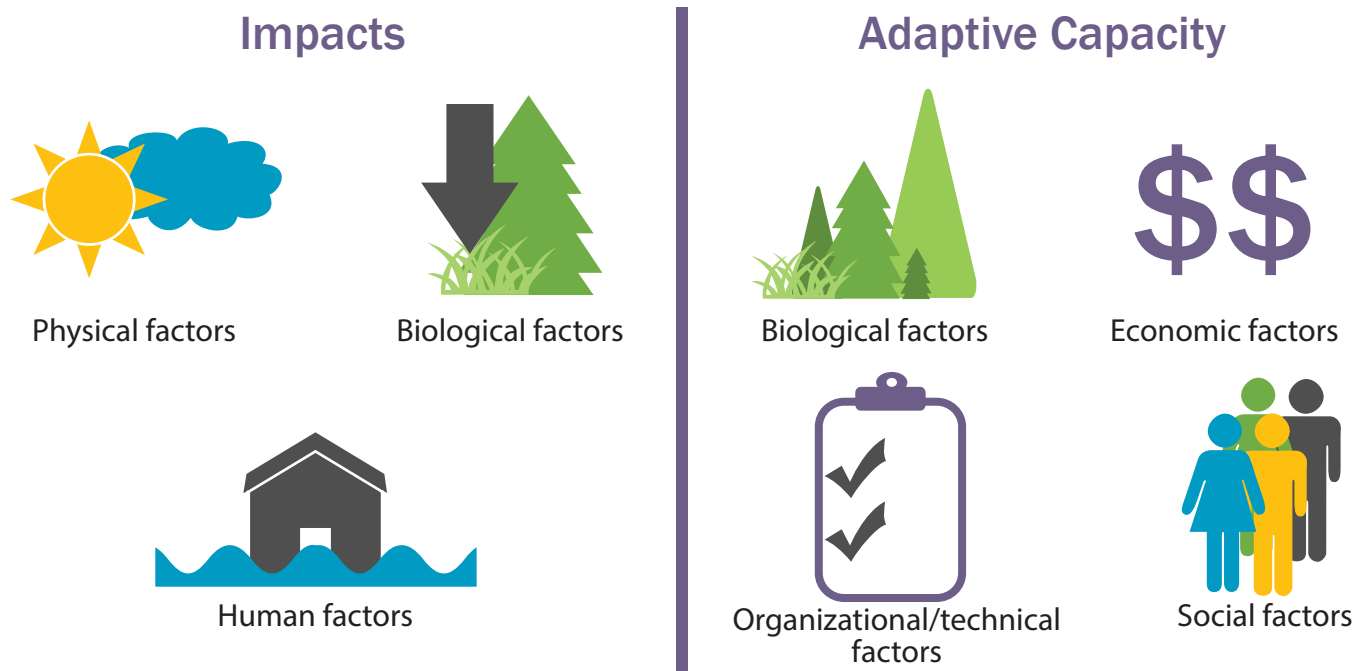 Impacts
Physical factors
Biological factors
Human factors
Adaptive Capacity
Biological factors
$$
Economic factors
Organizational/technical
factors
Social factors